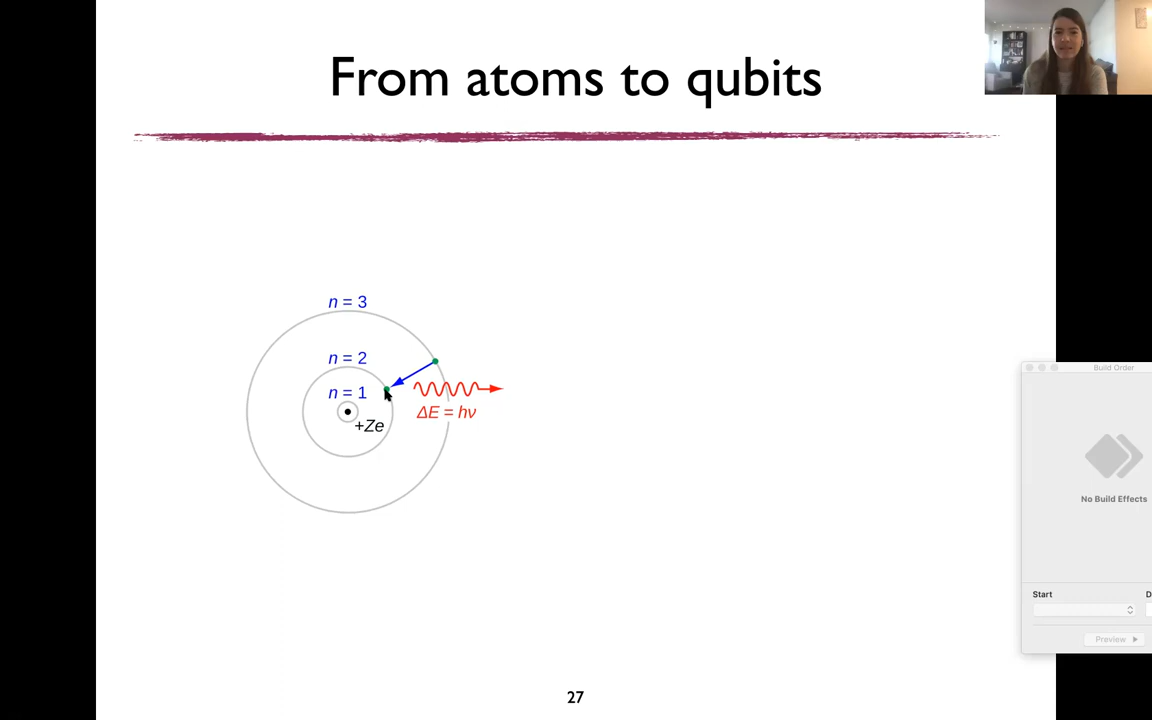 From atoms to qubits
n = 3
n = 2
n = 1
+Ze
ΔE = hν
Build Order
No Build Effects
Start
D
Preview
27